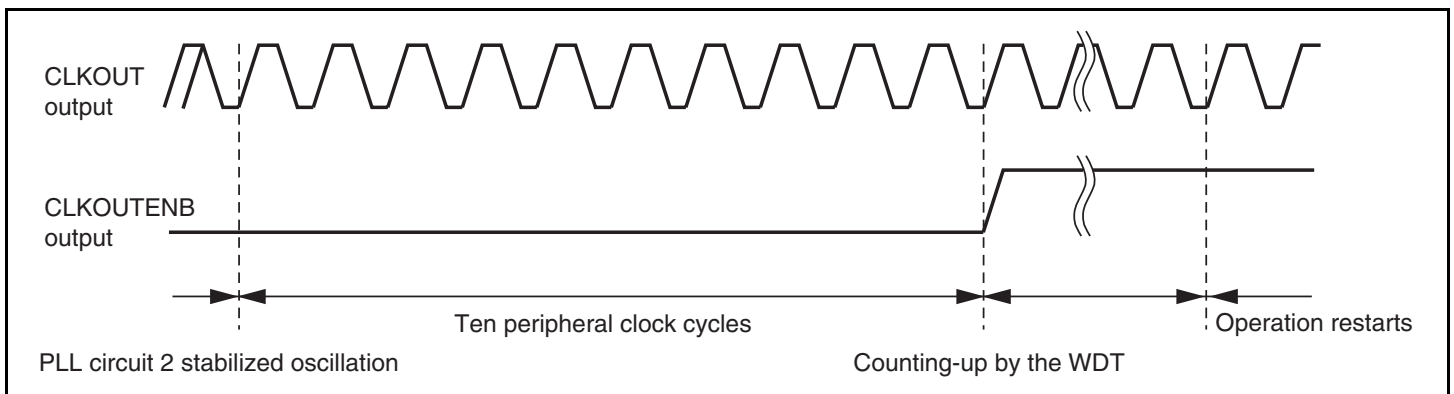 CLKOUT
output
CLKOUTENB
output
Ten peripheral clock cycles
Operation restarts
PLL circuit 2 stabilized oscillation
Counting-up by the WDT